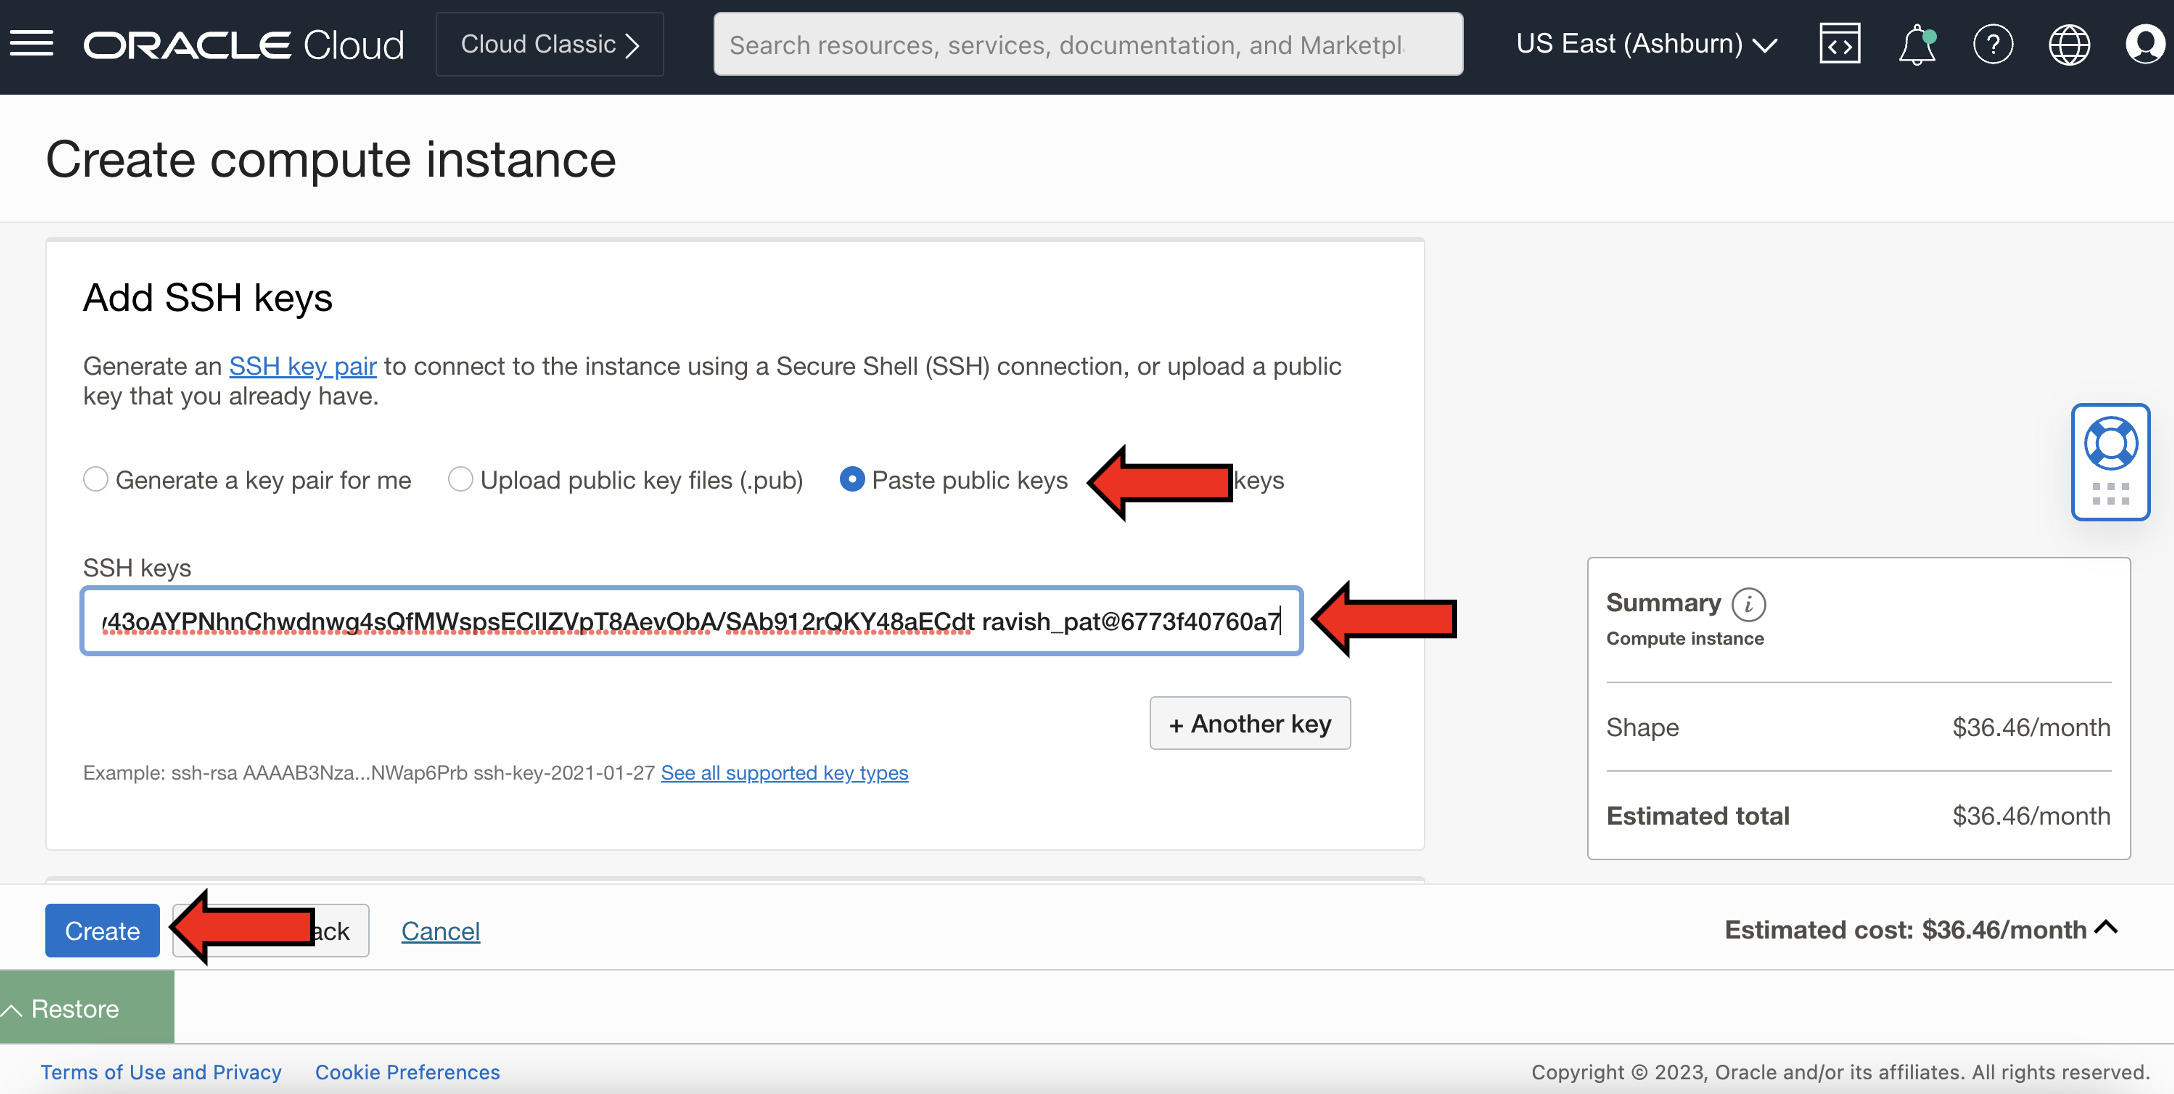 ORACLE Cloud
Cloud Classic
Search resources, services, documentation, and Marketpl
US East (Ashburn)
Create compute instance
Add SSH keys
Generate an SSH key pair to connect to the instance using a Secure Shell (SSH) connection, or upload a public
key that you already have.
Generate a key pair for me
Upload public key files (.pub)
Paste public keys
keys
SSH keys
43oAYPNhnChwdnwg4sQfMWspsEClIZVpT8AevObA/SAb912rQKY48aECdt ravish_pat@6773f40760a7
+ Another key
Example: ssh-rsa AAAAB3Nza...NWap6Prb ssh-key-2021-01-27 See all supported key types
Summary
Compute instance
Shape $36.46/month
Estimated total $36.46/month
Create
ack
Cancel
Estimated cost: $36.46/month
Restore
Terms of Use and Privacy
Cookie Preferences
Copyright © 2023, Oracle and/or its affiliates. All rights reserved.